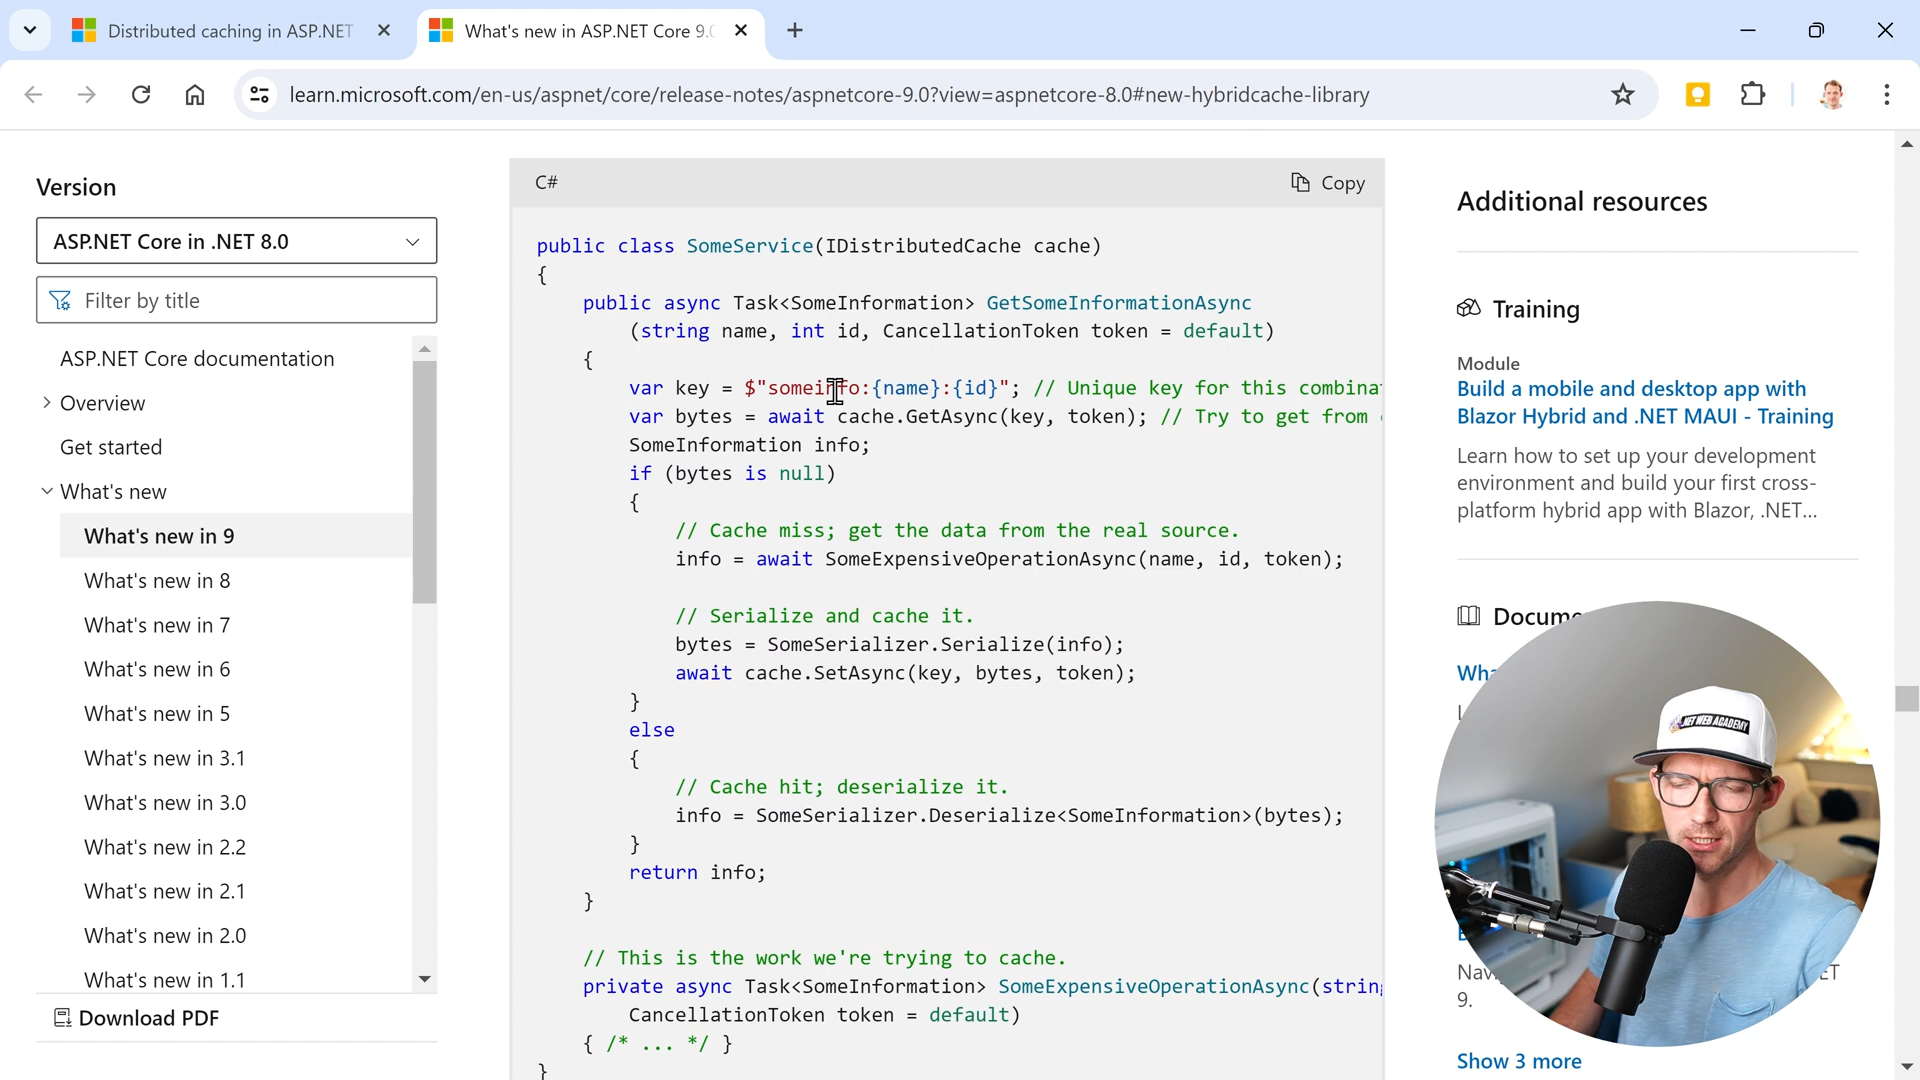 Distributed caching in ASP.NET
What's new in ASP.NET Core 9.0
learn.microsoft.com/en-us/aspnet/core/release-notes/aspnetcore-9.0?view=aspnetcore-8.0#new-hybridcache-library
Version
ASP.NET Core in .NET 8.0
Filter by title
ASP.NET Core documentation
Overview
Get started
What's new
What's new in 9
What's new in 8
What's new in 7
What's new in 6
What's new in 5
What's new in 3.1
What's new in 3.0
What's new in 2.2
What's new in 2.1
What's new in 2.0
What's new in 1.1
Download PDF
C#
Copy
public class SomeService(IDistributedCache cache)
{
public async Task<SomeInformation> GetSomeInformationAsync
(string name, int id, CancellationToken token = default)
{
var key = $"someinfo:{name}:{id}"; // Unique key for this combina
var bytes = await cache.GetAsync(key, token); // Try to get from
SomeInformation info;
if (bytes is null)
{
// Cache miss; get the data from the real source.
info = await SomeExpensiveOperationAsync(name, id, token);
// Serialize and cache it.
bytes = SomeSerializer.Serialize(info);
await cache.SetAsync(key, bytes, token);
}
else
{
// Cache hit; deserialize it.
info = SomeSerializer.Deserialize<SomeInformation>(bytes);
}
return info;
}
// This is the work we're trying to cache.
private async Task<SomeInformation> SomeExpensiveOperationAsync(string
CancellationToken token = default)
{ /* ... */ }
}
Additional resources
Training
Module
Build a mobile and desktop app with
Blazor Hybrid and .NET MAUI - Training
Learn how to set up your development
environment and build your first cross-
platform hybrid app with Blazor, .NET...
Docume
Wha
L
.NET WEB ACADEMY
Nav
ET
9.
Show 3 more